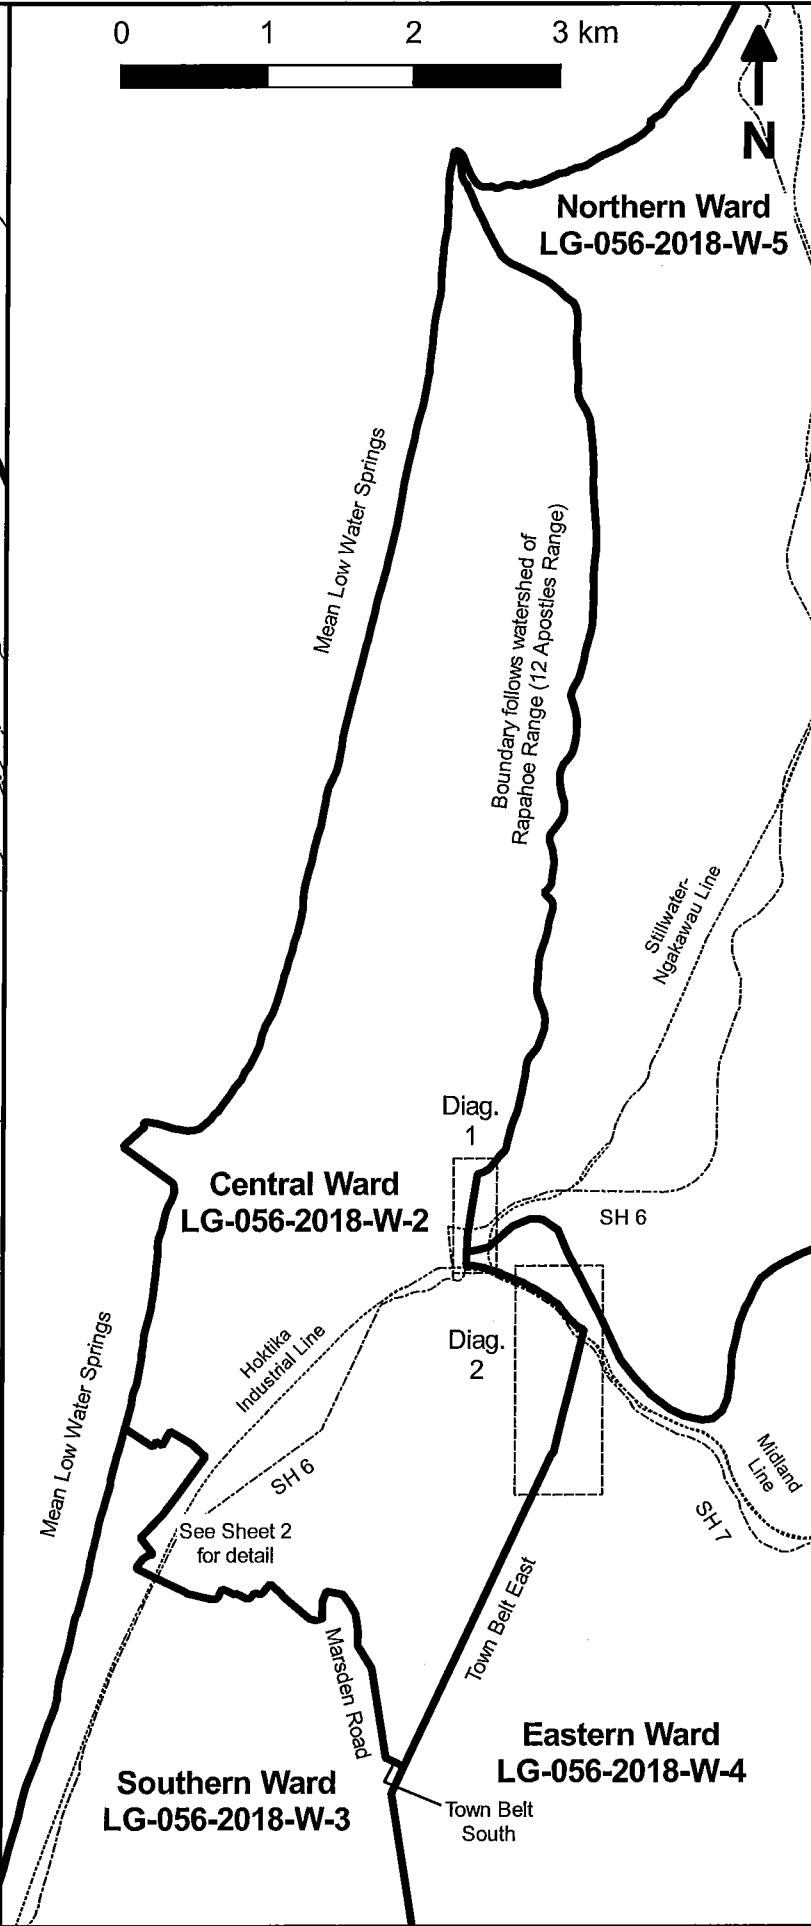 0 1 2 3 km
N
Northern Ward
LG-056-2018-W-5
Mean Low Water Springs
Boundary follows watershed of
Rapahoe Range (12 Apostles Range)
Stillwater-
Ngakawau Line
Diag.
1
Central Ward
LG-056-2018-W-2
SH 6
Diag.
2
Hoktika
Industrial Line
Mean Low Water Springs
SH 6
Midland
Line
SH 7
See Sheet 2
for detail
Town Belt East
Marsden Road
Eastern Ward
LG-056-2018-W-4
Southern Ward
LG-056-2018-W-3
Town Belt
South